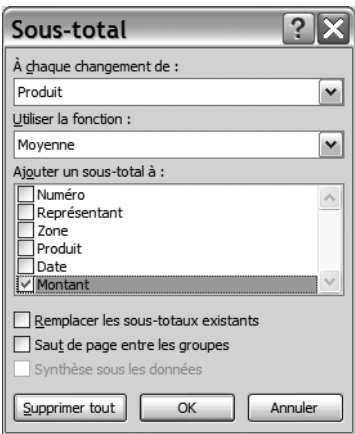 Sous-total
À chaque changement de :
Produit
Utiliser la fonction :
Moyenne
Ajouter un sous-total à :
Numéro
Représentant
Zone
Produit
Date
Montant
Remplacer les sous-totaux existants
Saut de page entre les groupes
Synthèse sous les données
Supprimer tout
OK
Annuler